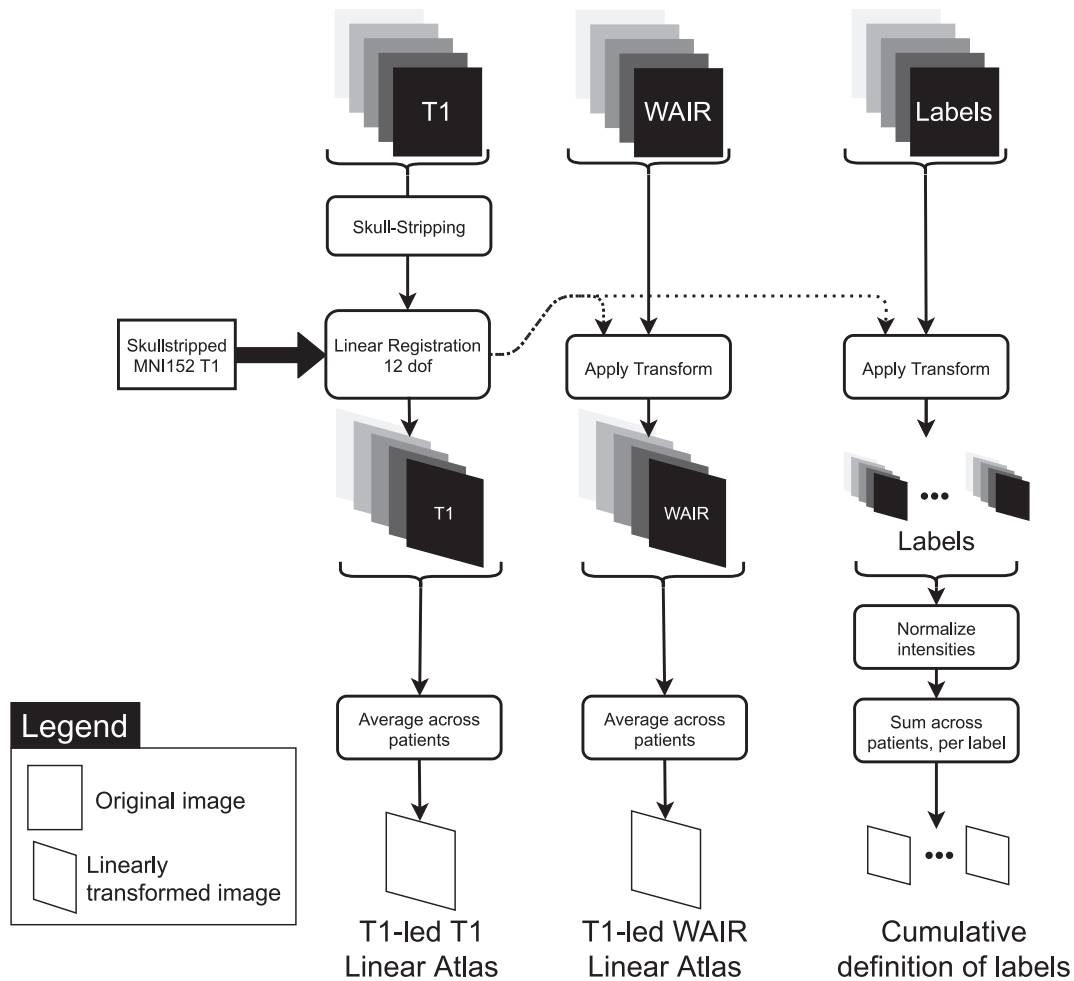 T1
WAIR
Labels
Skull-Stripping
Skullstripped
MNI152 T1
Linear Registration
12 dof
Apply Transform
Apply Transform
T1
WAIR
Labels
Normalize
intensities
Average across
patients
Average across
patients
Sum across
patients, per label
Legend
Original image
Linearly
transformed image
T1-led T1
Linear Atlas
T1-led WAIR
Linear Atlas
Cumulative
definition of labels